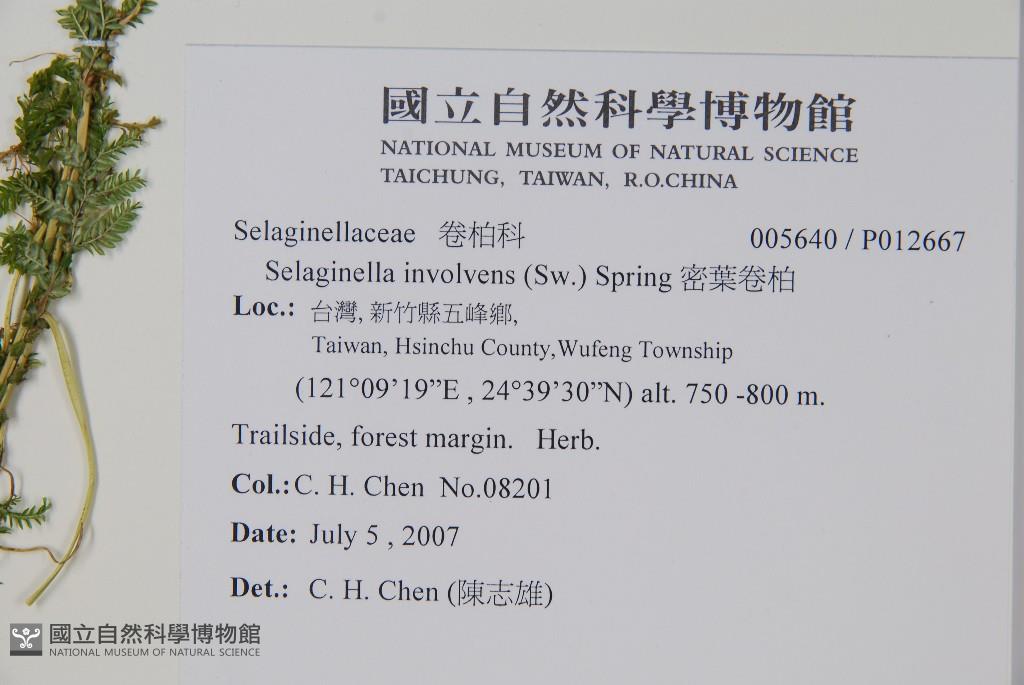 國立自然科學博物館
NATIONAL MUSEUM OF NATURAL SCIENCE
TAICHUNG, TAIWAN, R.O.CHINA
Selaginellaceae 卷柏科 005640 / P012667
Selaginella involvens (Sw.) Spring 密葉卷柏
Loc.: 台灣, 新竹縣五峰鄉,
Taiwan, Hsinchu County,Wufeng Township
(121°09’19”E , 24°39’30”N) alt. 750 -800 m.
Trailside, forest margin. Herb.
Col.: C. H. Chen No.08201
Date: July 5 , 2007
Det.: C. H. Chen (陳志雄)
國立自然科學博物館
NATIONAL MUSEUM OF NATURAL SCIENCE